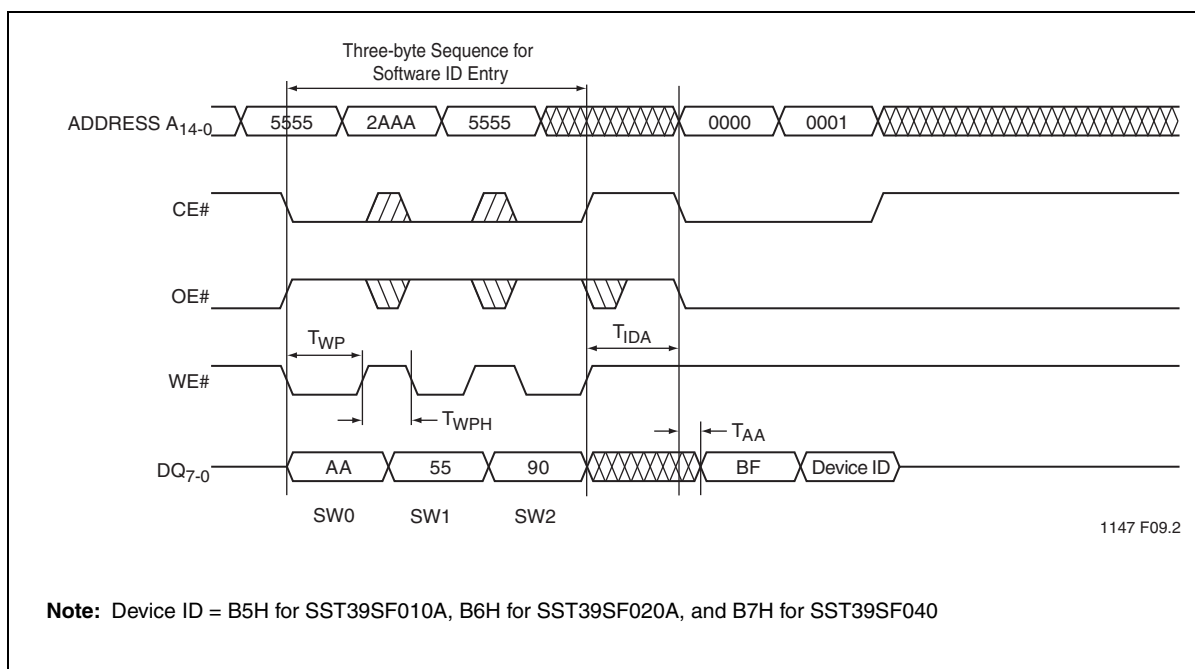 Three-byte Sequence for
Software ID Entry
ADDRESS A14-0
5555
2AAA
5555
0000
0001
CE#
OE#
TWP
TIDA
WE#
TWPH
TAA
DQ7-0
AA
55
90
BF
Device ID
SW0
SW1
SW2
1147 F09.2
Note: Device ID = B5H for SST39SF010A, B6H for SST39SF020A, and B7H for SST39SF040